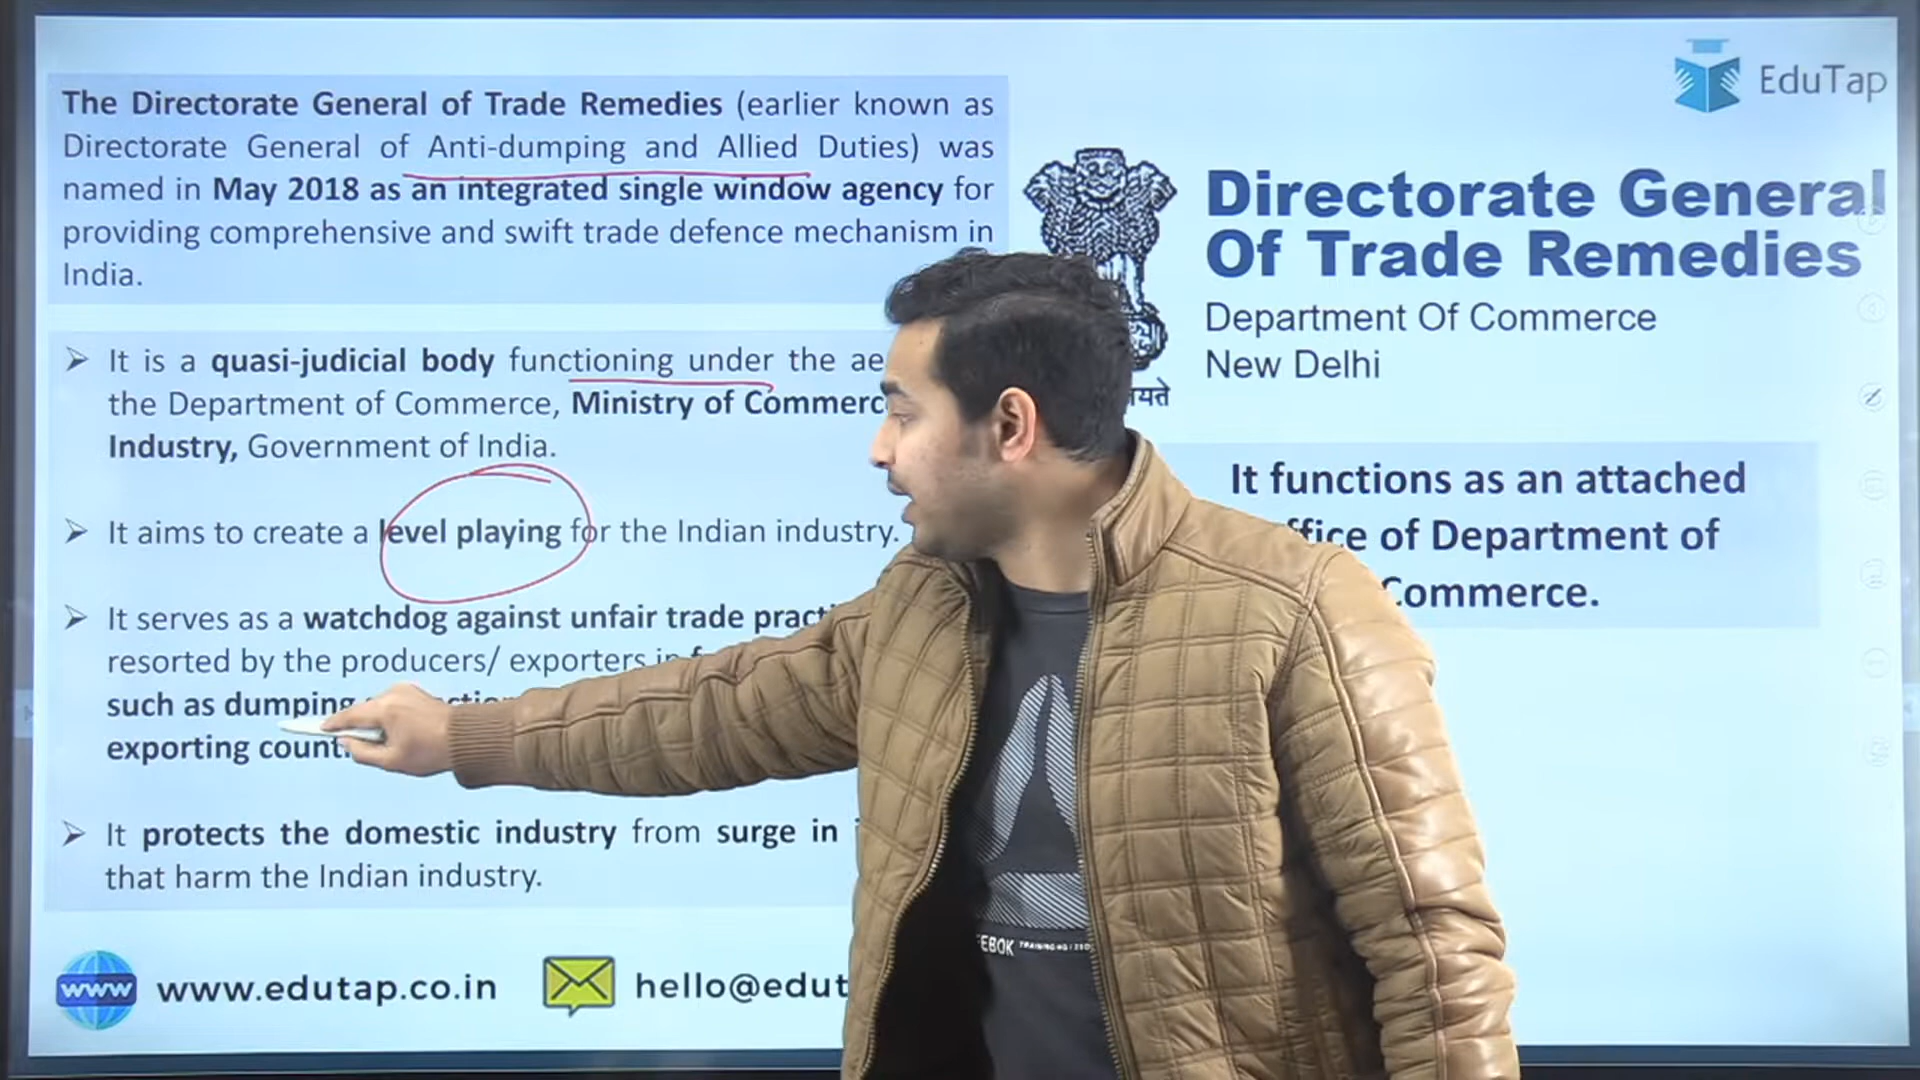 The Directorate General of Trade Remedies (earlier known as
Directorate General of Anti-dumping and Allied Duties) was
named in May 2018 as an integrated single window agency for
providing comprehensive and swift trade defence mechanism in
India.
➢ It is a quasi-judicial body functioning under the
the Department of Commerce, Ministry of
Industry, Government of India.
➢ It aims to create a level playing for the Indian industry.
➢ It serves as a watchdog against unfair trade
resorted by the producers/ exporters
such as dumping
exporting
➢ It protects the domestic industry from surge in
that harm the Indian industry.
www www.edutap.co.in
hello@edut
EduTap
Directorate General
Of Trade Remedies
Department Of Commerce
New Delhi
It functions as an attached
of Department of
Commerce.